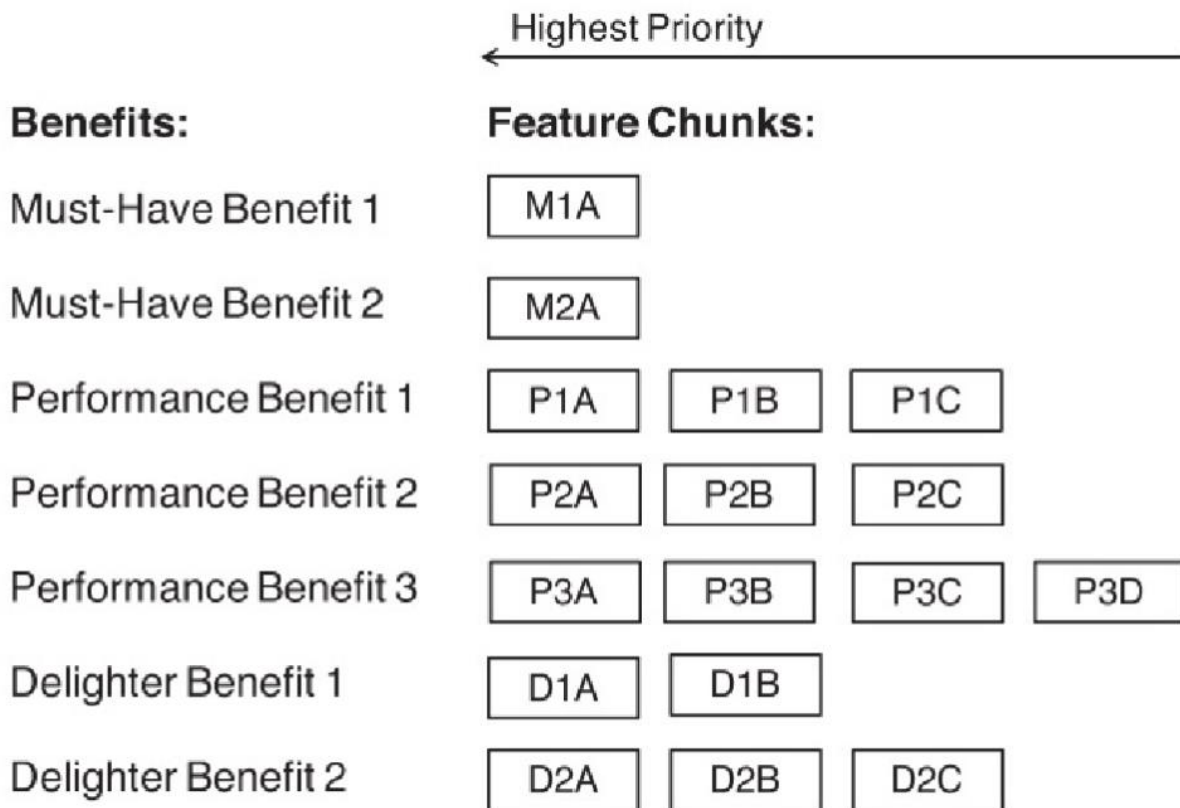 Highest Priority
Benefits: Feature Chunks:
Must-Have Benefit 1 M1A
Must-Have Benefit 2 M2A
Performance Benefit 1 P1A P1B P1C
Performance Benefit 2 P2A P2B P2C
Performance Benefit 3 P3A P3B P3C P3D
Delighter Benefit 1 D1A D1B
Delighter Benefit 2 D2A D2B D2C